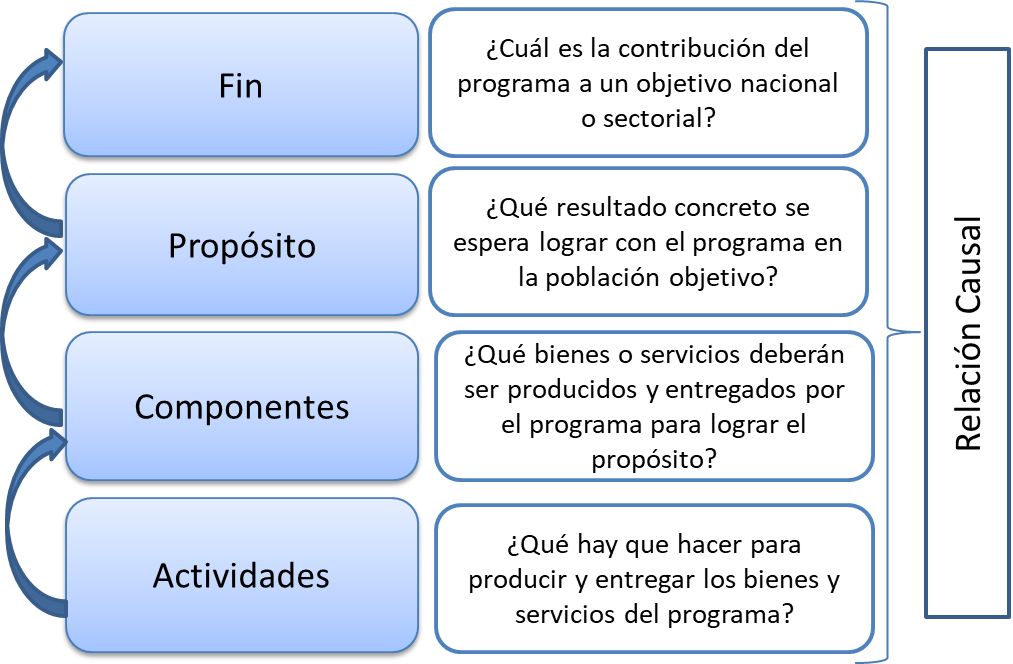 Fin
¿Cuál es la contribución del
programa a un objetivo nacional
o sectorial?
Propósito
¿Qué resultado concreto se
espera lograr con el programa en
la población objetivo?
Componentes
¿Qué bienes o servicios deberán
ser producidos y entregados por
el programa para lograr el
propósito?
Actividades
¿Qué hay que hacer para
producir y entregar los bienes y
servicios del programa?
Relación Causal